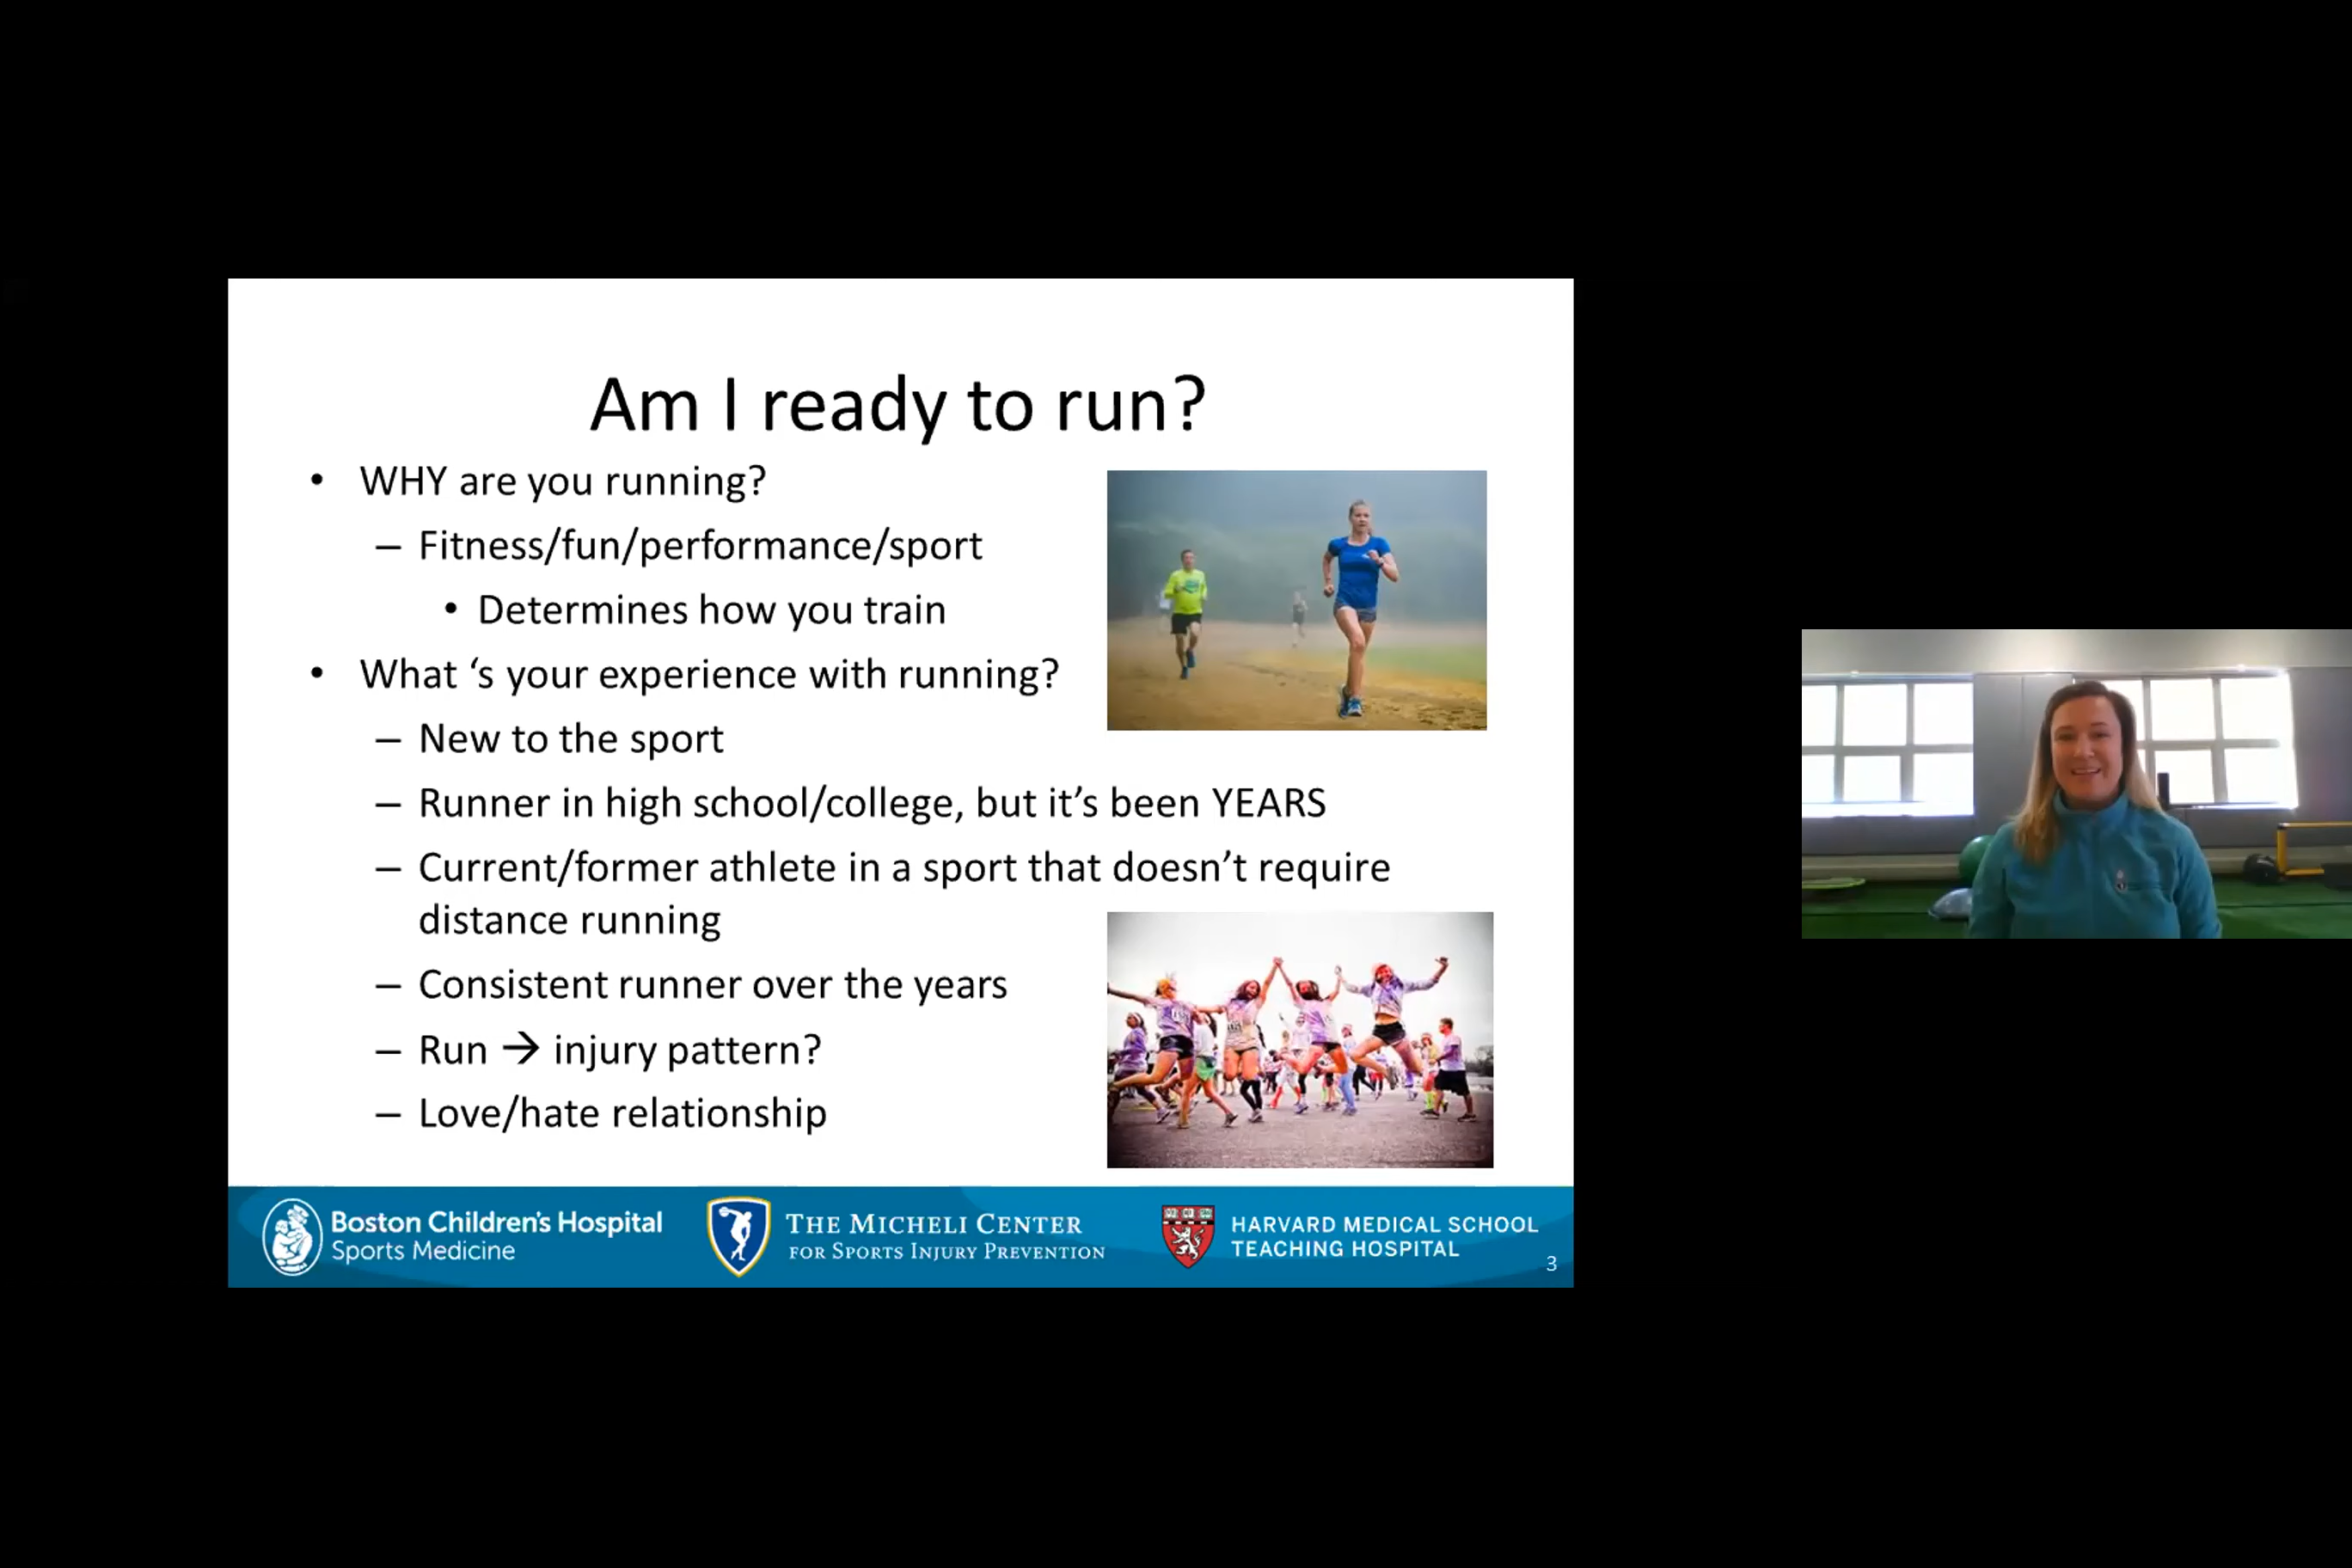 Am I ready to run?
• WHY are you running?
– Fitness/fun/performance/sport
• Determines how you train
• What ‘s your experience with running?
– New to the sport
– Runner in high school/college, but it’s been YEARS
– Current/former athlete in a sport that doesn’t require
distance running
– Consistent runner over the years
– Run → injury pattern?
– Love/hate relationship
Boston Children's Hospital
Sports Medicine
THE MICHELI CENTER
FOR SPORTS INJURY PREVENTION
HARVARD MEDICAL SCHOOL
TEACHING HOSPITAL
3